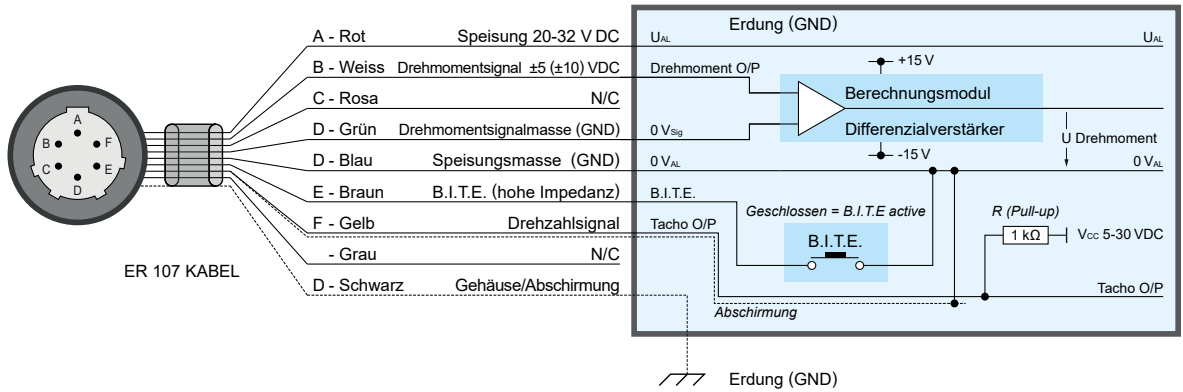 Erdung (GND)
A - Rot Speisung 20-32 V DC
UAL UAL
+15 V
B - Weiss Drehmomentsignal ±5 (±10) VDC
Drehmoment O/P
C - Rosa N/C
Berechnungsmodul
D - Grün Drehmomentsignalmasse (GND)
0 VSig
Differenzialverstärker
U Drehmoment
-15 V
D - Blau Speisungsmasse (GND)
0 VAL 0 VAL
E - Braun B.I.T.E. (hohe Impedanz)
B.I.T.E.
Geschlossen = B.I.T.E active
R (Pull-up)
F - Gelb Drehzahlsignal
Tacho O/P
B.I.T.E.
1 kΩ
VCC 5-30 VDC
- Grau N/C
D - Schwarz Gehäuse/Abschirmung
Tacho O/P
Abschirmung
A
B
F
C
E
D
ER 107 KABEL
Erdung (GND)